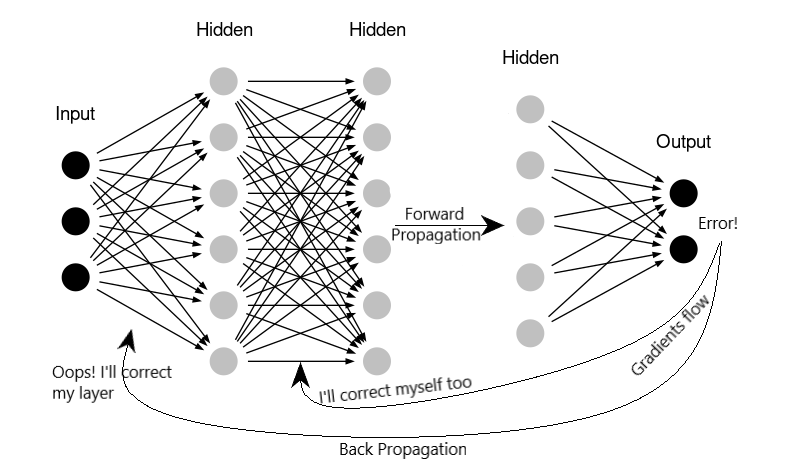 Hidden
Hidden
Hidden
Input
Output
Forward
Propagation
Error!
Gradients flow
Oops! I'll correct
my layer
I'll correct myself too
Back Propagation